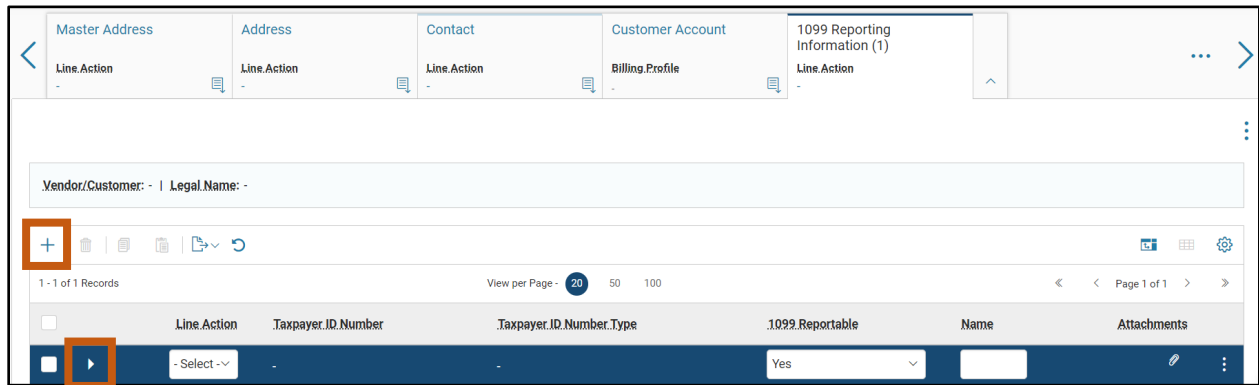 Master Address
Address
Contact
Customer Account
1099 Reporting
Information (1)
Line Action
Line Action
Line Action
Billing Profile
Line Action
-
-
-
-
-
Vendor/Customer: - | Legal Name: -
1 - 1 of 1 Records
View per Page - 20 50 100
Page 1 of 1
Line Action Taxpayer ID Number Taxpayer ID Number Type 1099 Reportable Name Attachments
- Select - - - Yes